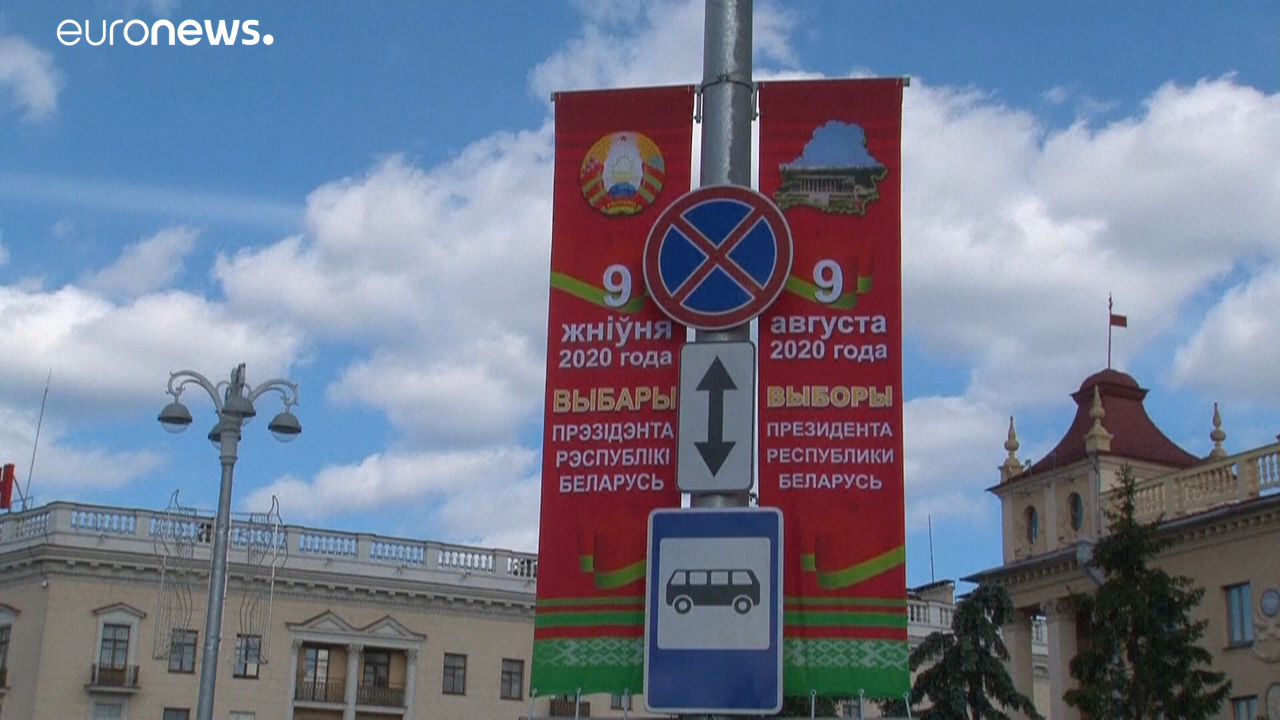 euronews.
9
жніўня
2020 года
ВЫБАРЫ
ПРЭЗІДЭНТА
РЭСПУБЛІКІ
БЕЛАРУСЬ
9
августа
2020 года
ВЫБОРЫ
ПРЕЗИДЕНТА
РЕСПУБЛИКИ
БЕЛАРУСЬ